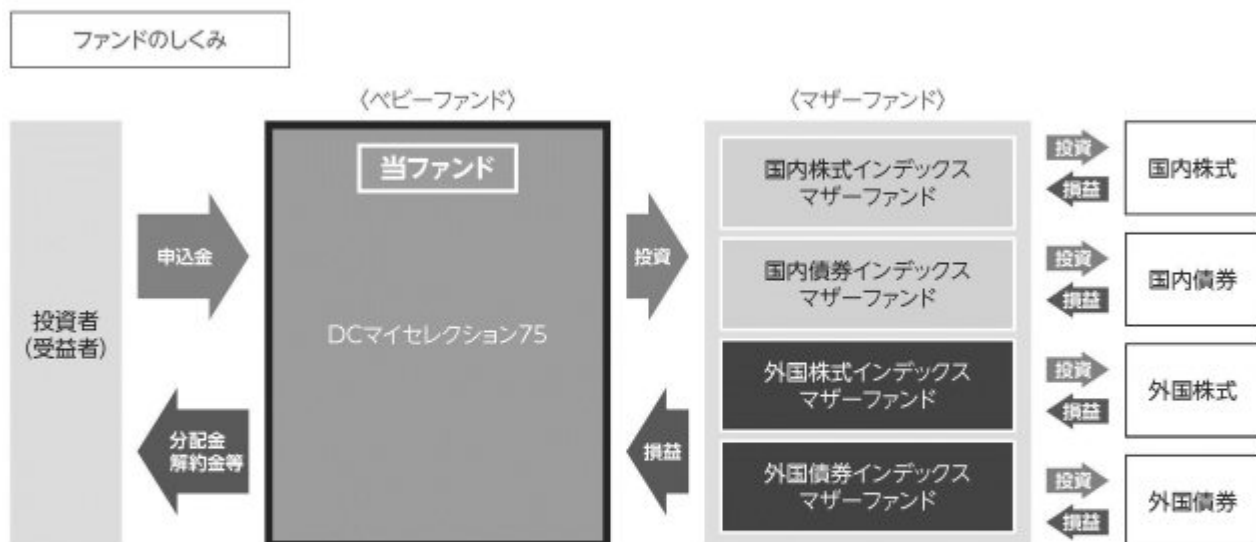 ファンドのしくみ
〈ベビーファンド〉
〈マザーファンド〉
投資者
(受益者)
申込金
分配金
解約金等
当ファンド
DCマイセレクション75
投資
損益
国内株式インデックス
マザーファンド
国内債券インデックス
マザーファンド
外国株式インデックス
マザーファンド
外国債券インデックス
マザーファンド
投資
損益
国内株式
投資
損益
国内債券
投資
損益
外国株式
投資
損益
外国債券